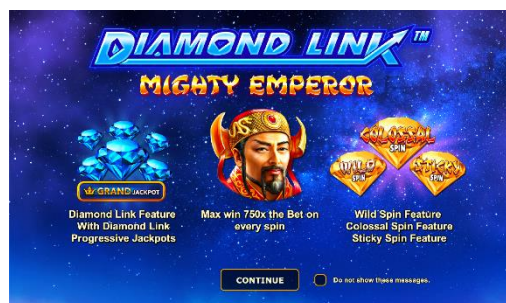 DIAMOND LINK™
MIGHTY EMPEROR
COLOSSAL
SPIN
WILD
SPIN
STICKY
SPIN
GRAND JACKPOT
Diamond Link Feature
With Diamond Link
Progressive Jackpots
Max win 750x the Bet on
every spin
Wild Spin Feature
Colossal Spin Feature
Sticky Spin Feature
CONTINUE
Do not show these messages.